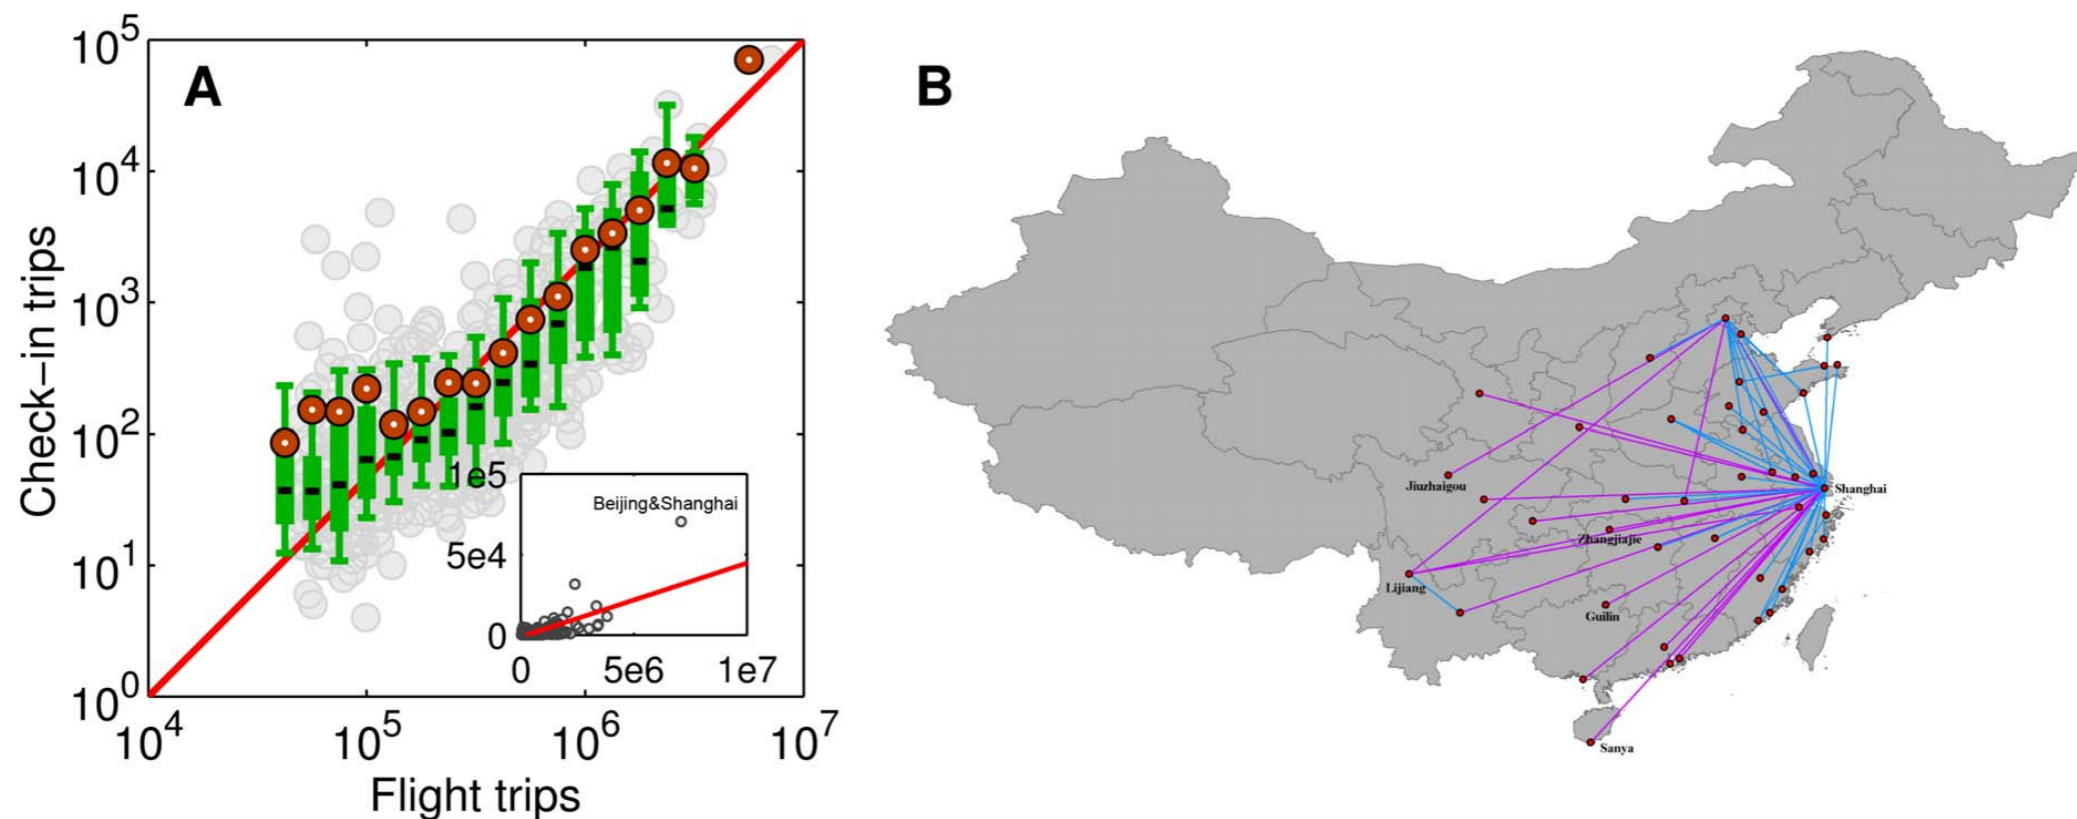 A
10^5
10^4
10^3
10^2
10^1
10^0
Check–in trips
10^4 10^5 10^6 10^7
Flight trips
1e5
5e4
0
Beijing&Shanghai
0 5e6 1e7
B
Jiuzhaigou
Shanghai
Zhangjiajie
Lijiang
Guilin
Sanya